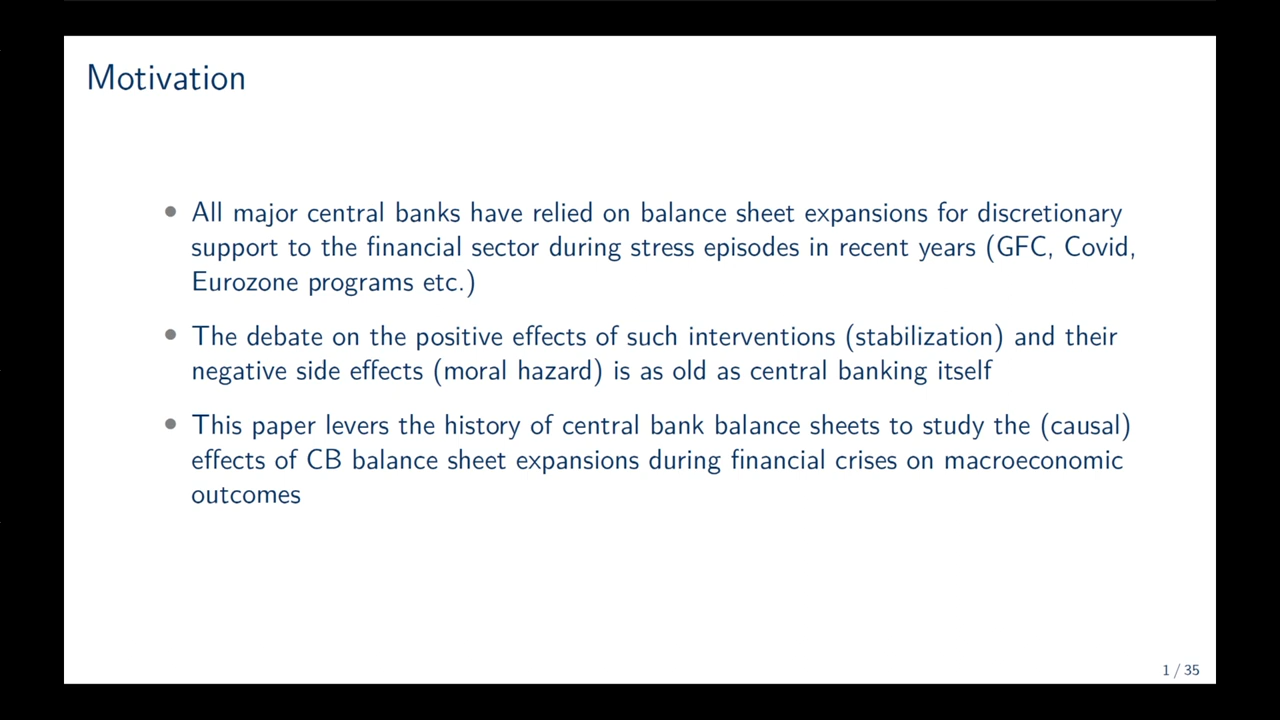 Motivation
• All major central banks have relied on balance sheet expansions for discretionary
support to the financial sector during stress episodes in recent years (GFC, Covid,
Eurozone programs etc.)
• The debate on the positive effects of such interventions (stabilization) and their
negative side effects (moral hazard) is as old as central banking itself
• This paper levers the history of central bank balance sheets to study the (causal)
effects of CB balance sheet expansions during financial crises on macroeconomic
outcomes
1 / 35